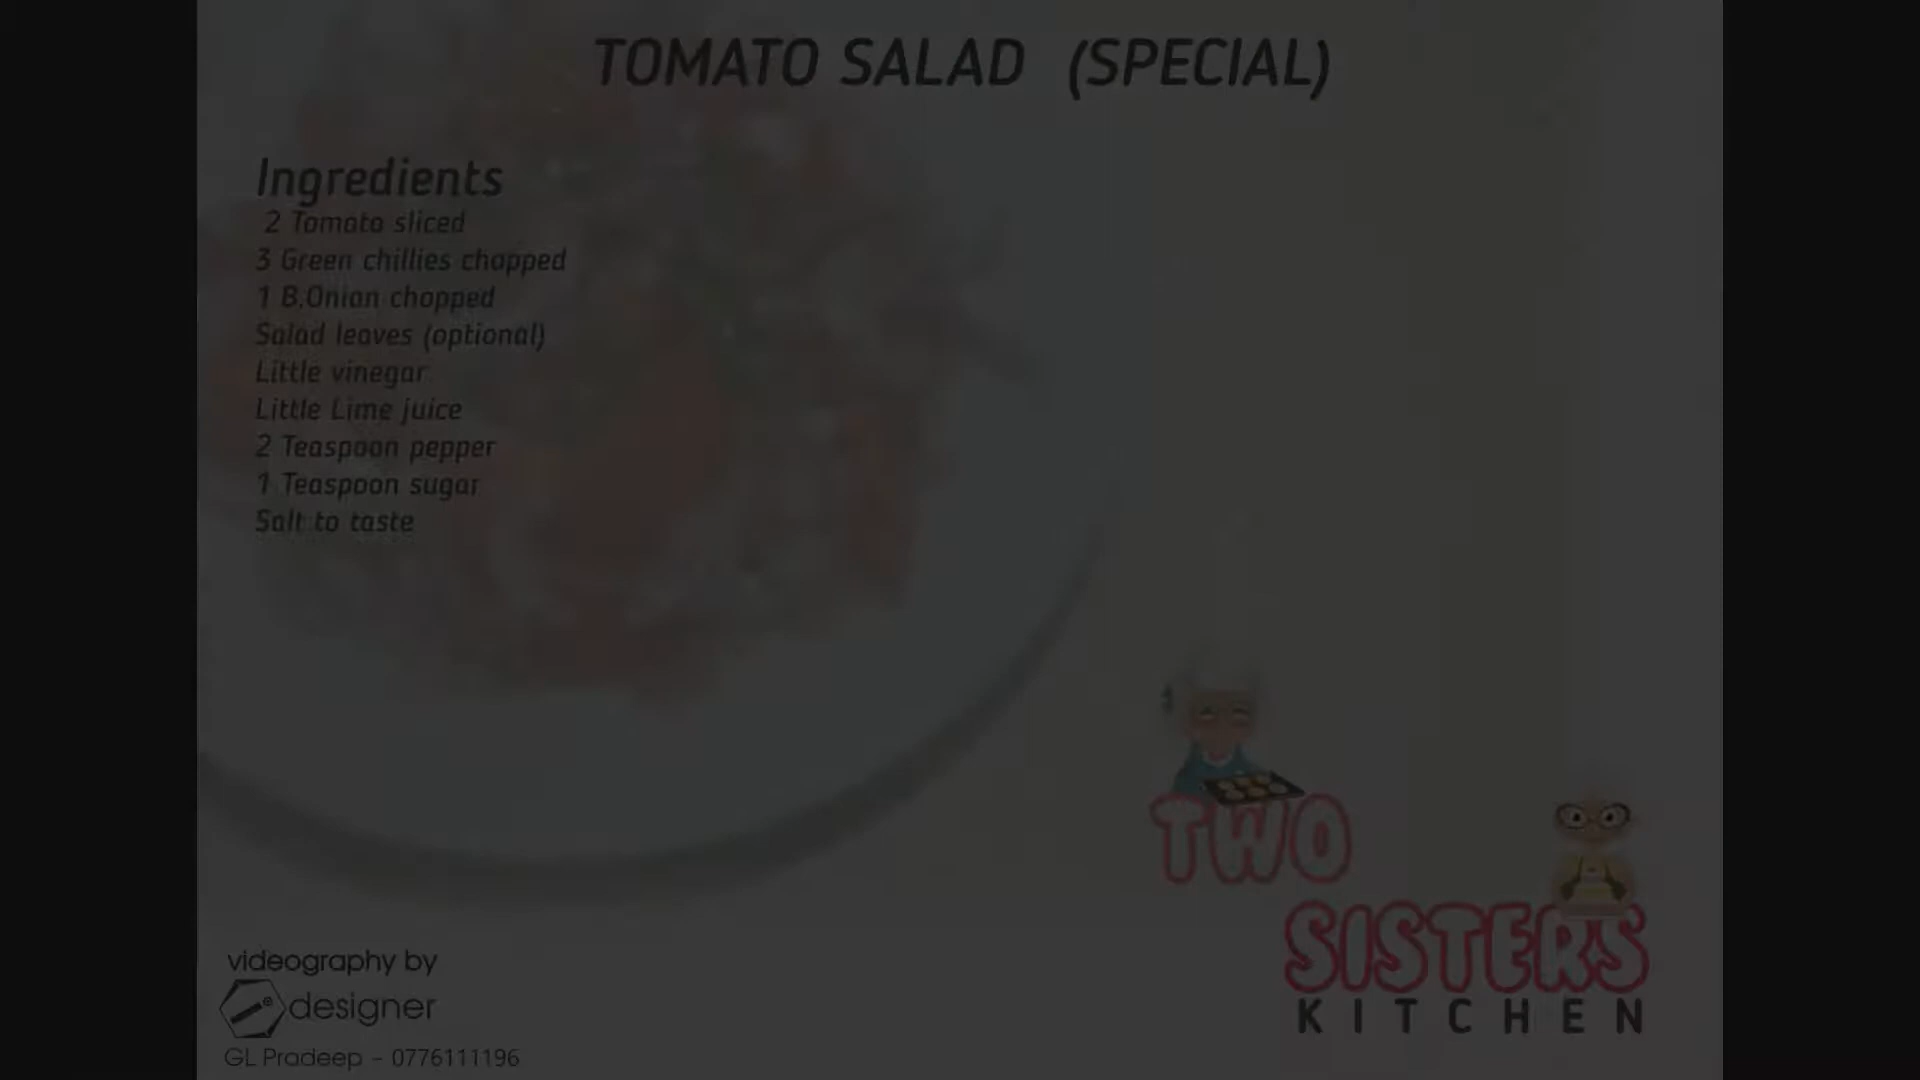 TOMATO SALAD (SPECIAL)
Ingredients
2 Tomato sliced
3 Green chillies chopped
1 B.Onion chopped
Salad leaves (optional)
Little vinegar
Little Lime juice
2 Teaspoon pepper
1 Teaspoon sugar
Salt to taste
TWO
SISTERS
KITCHEN
videography by
designer
GL Pradeep - 0776111196